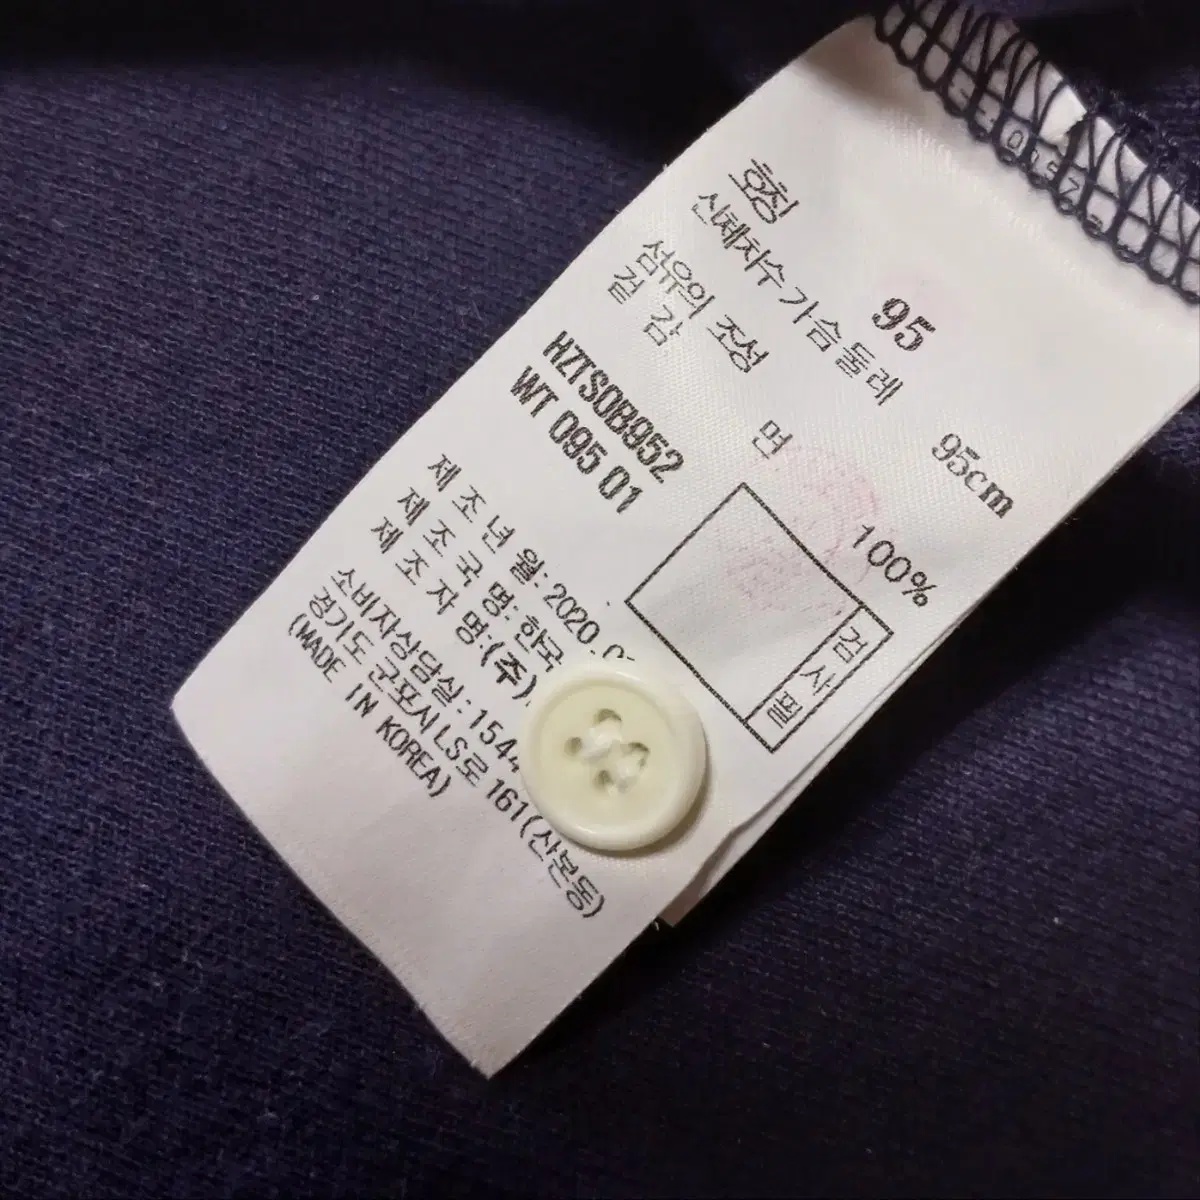 호칭 95
신체치수 가슴둘레 95cm
섬유의 조성
겉 감 면 100%
HZTS0B952
WT 095 01
검사필
제 조 년 월: 2020.0
제 조 국 명: 한국
제 조 자 명: (주)
소비자상담실: 1544
경기도 군포시 LS로 161(산본동)
(MADE IN KOREA)